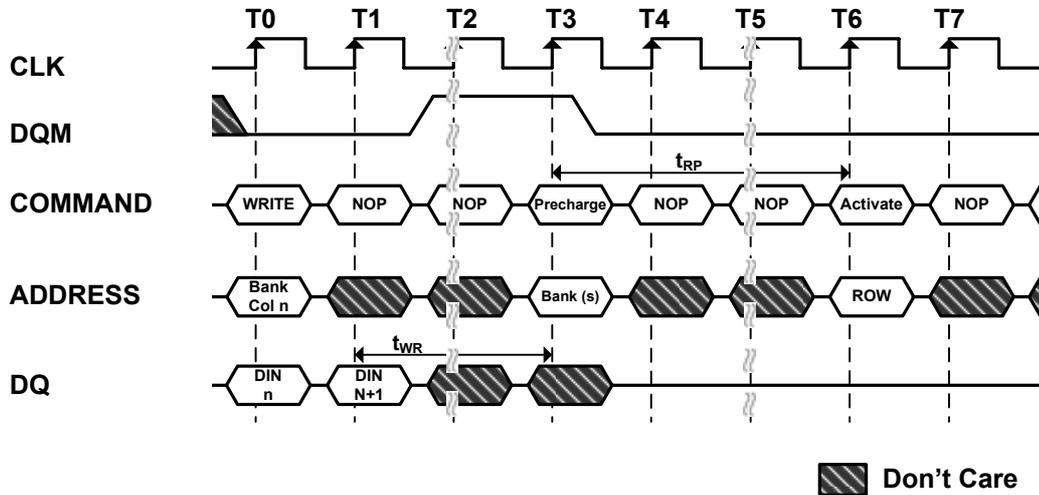 T0 T1 T2 T3 T4 T5 T6 T7
CLK
DQM
tRP
COMMAND WRITE NOP NOP Precharge NOP NOP Activate NOP
ADDRESS Bank Col n Bank (s) ROW
tWR
DQ DIN n DIN N+1
Don't Care